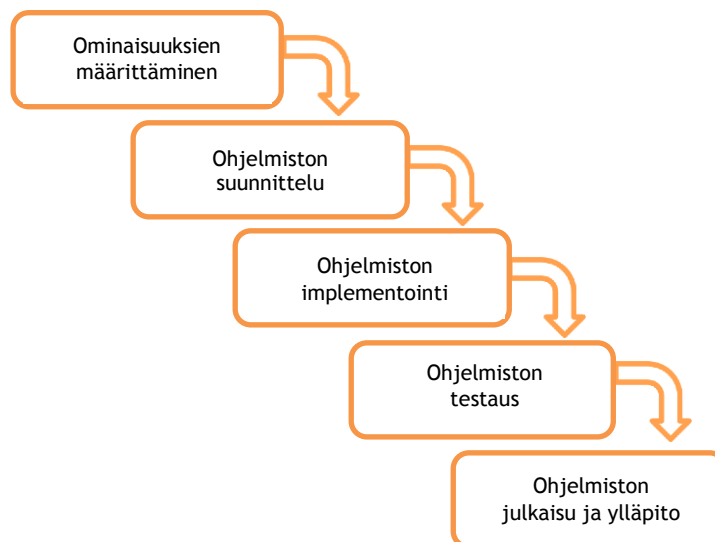 Ominaisuuksien
määrittäminen
Ohjelmiston
suunnittelu
Ohjelmiston
implementointi
Ohjelmiston
testaus
Ohjelmiston
julkaisu ja ylläpito